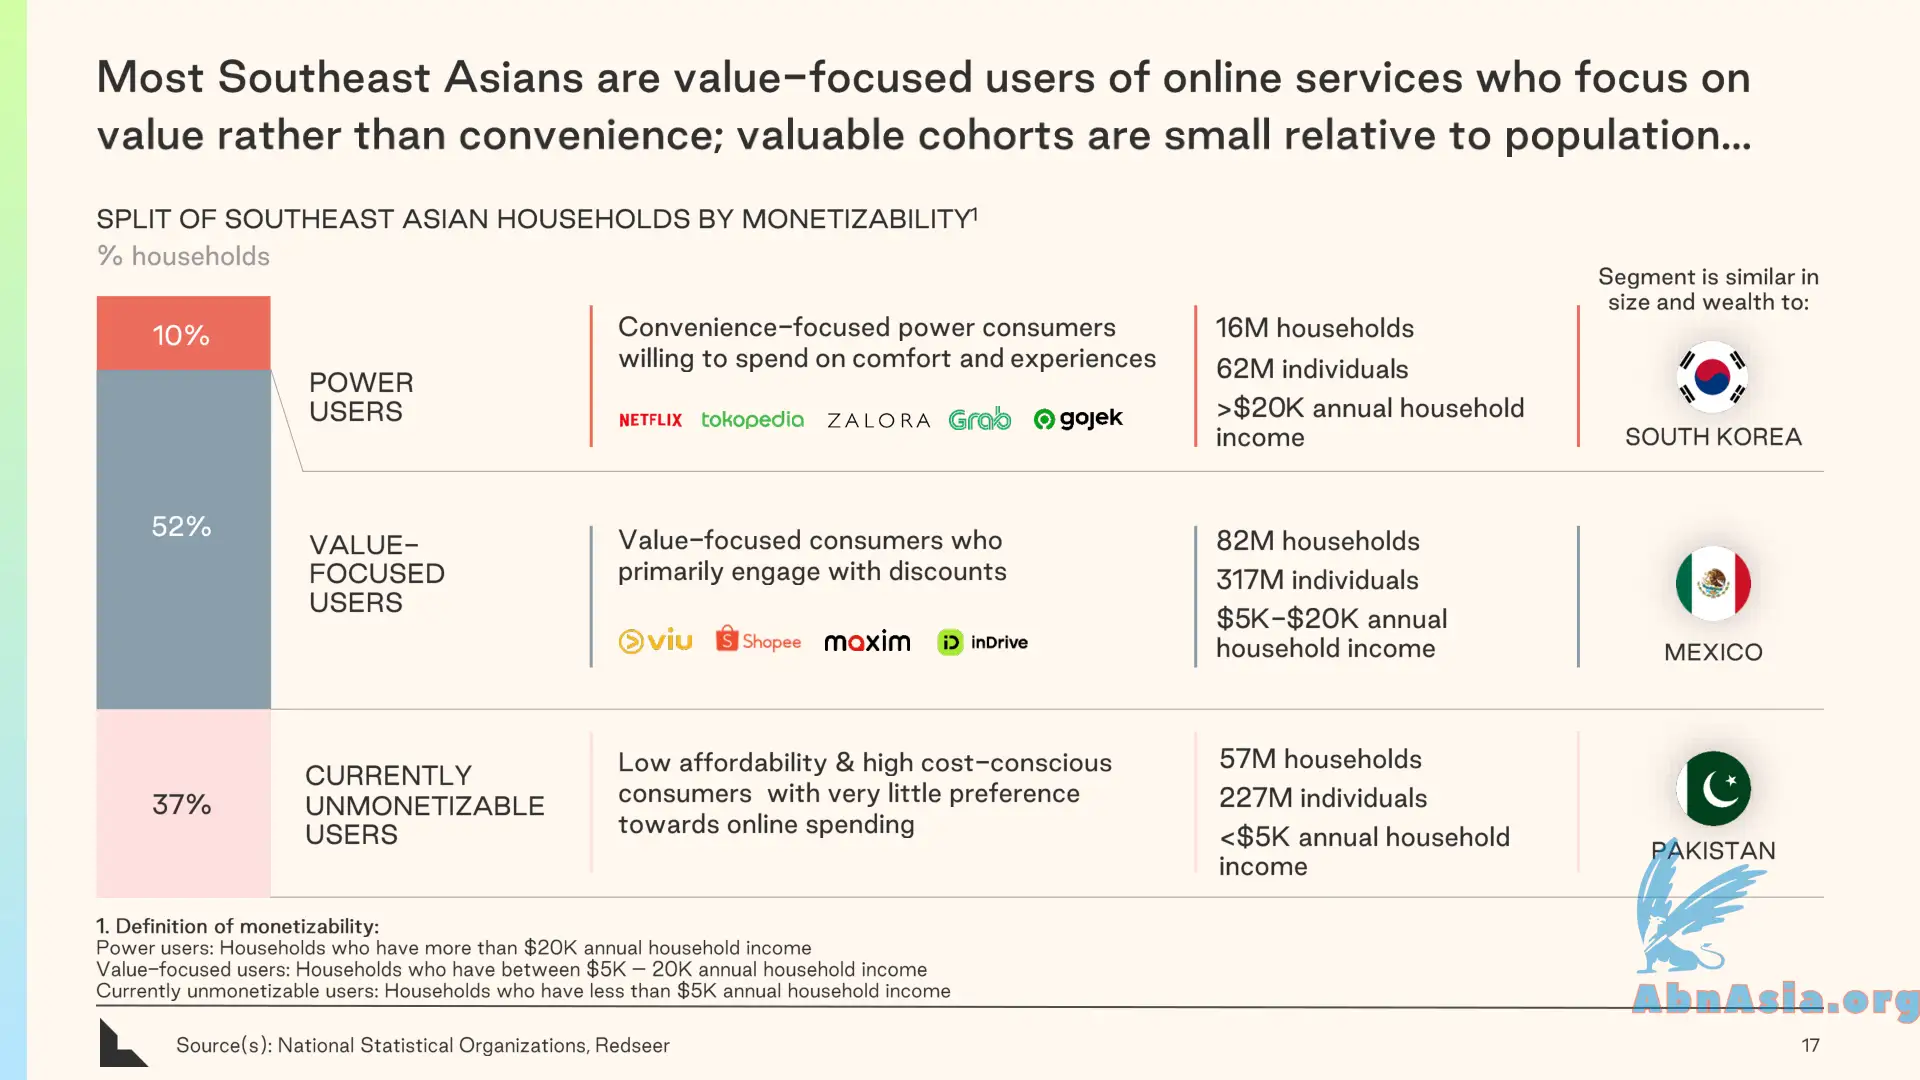 Most Southeast Asians are value-focused users of online services who focus on
value rather than convenience; valuable cohorts are small relative to population...
SPLIT OF SOUTHEAST ASIAN HOUSEHOLDS BY MONETIZABILITY¹
% households
Segment is similar in
size and wealth to:
10%
POWER
USERS
Convenience-focused power consumers
willing to spend on comfort and experiences
NETFLIX tokopedia ZALORA Grab gojek
16M households
62M individuals
>$20K annual household
income
SOUTH KOREA
52%
VALUE-
FOCUSED
USERS
Value-focused consumers who
primarily engage with discounts
viu Shopee maxim iD inDrive
82M households
317M individuals
$5K-$20K annual
household income
MEXICO
37%
CURRENTLY
UNMONETIZABLE
USERS
Low affordability & high cost-conscious
consumers with very little preference
towards online spending
57M households
227M individuals
<$5K annual household
income
PAKISTAN
1. Definition of monetizability:
Power users: Households who have more than $20K annual household income
Value-focused users: Households who have between $5K – 20K annual household income
Currently unmonetizable users: Households who have less than $5K annual household income
AbnAsia.org
Source(s): National Statistical Organizations, Redseer
17